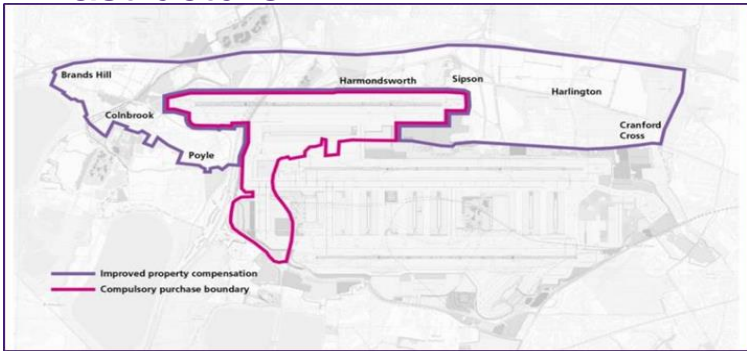 Brands Hill
Harmondsworth
Sipson
Harlington
Colnbrook
Cranford
Cross
Poyle
Improved property compensation
Compulsory purchase boundary